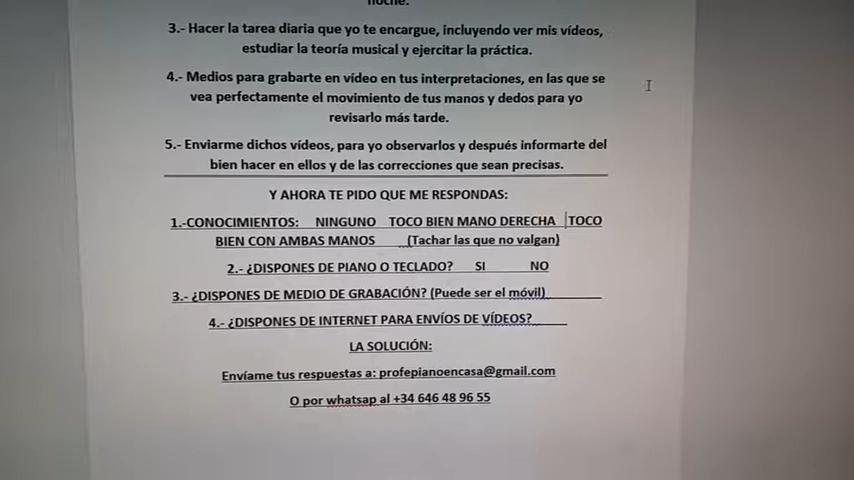 noche.
3.- Hacer la tarea diaria que yo te encargue, incluyendo ver mis vídeos,
estudiar la teoría musical y ejercitar la práctica.
4.- Medios para grabarte en vídeo en tus interpretaciones, en las que se
vea perfectamente el movimiento de tus manos y dedos para yo
revisarlo más tarde.
5.- Enviarme dichos vídeos, para yo observarlos y después informarte del
bien hacer en ellos y de las correcciones que sean precisas.
Y AHORA TE PIDO QUE ME RESPONDAS:
1.-CONOCIMIENTOS: NINGUNO TOCO BIEN MANO DERECHA TOCO
BIEN CON AMBAS MANOS (Tachar las que no valgan)
2.- ¿DISPONES DE PIANO O TECLADO? SI NO
3.- ¿DISPONES DE MEDIO DE GRABACIÓN? (Puede ser el móvil)
4.- ¿DISPONES DE INTERNET PARA ENVÍOS DE VÍDEOS?
LA SOLUCIÓN:
Envíame tus respuestas a: profepianoencasa@gmail.com
O por whatsap al +34 646 48 96 55